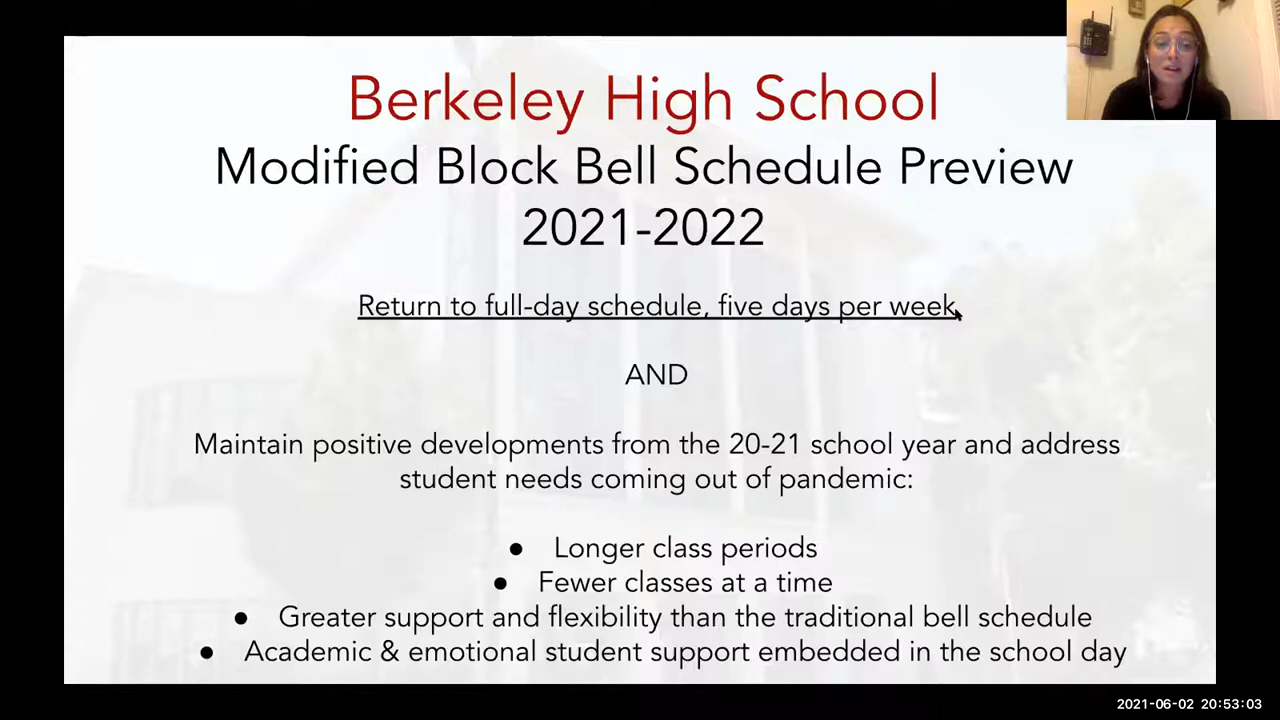 Berkeley High School
Modified Block Bell Schedule Preview
2021-2022
Return to full-day schedule, five days per week,
AND
Maintain positive developments from the 20-21 school year and address
student needs coming out of pandemic:
● Longer class periods
● Fewer classes at a time
● Greater support and flexibility than the traditional bell schedule
● Academic & emotional student support embedded in the school day
2021-06-02 20:53:03